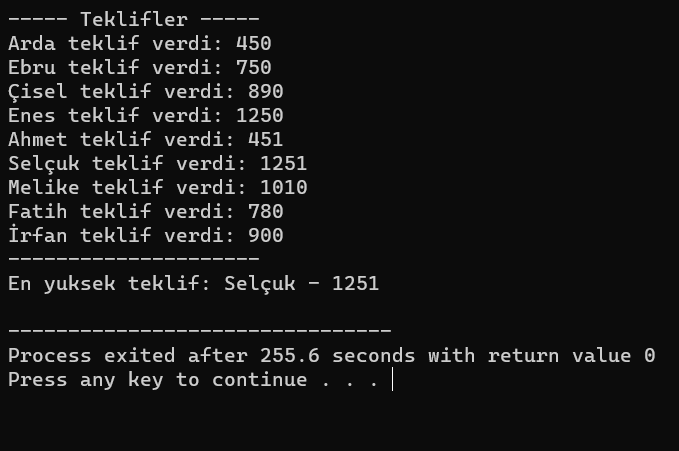 ----- Teklifler -----
Arda teklif verdi: 450
Ebru teklif verdi: 750
Çisel teklif verdi: 890
Enes teklif verdi: 1250
Ahmet teklif verdi: 451
Selçuk teklif verdi: 1251
Melike teklif verdi: 1010
Fatih teklif verdi: 780
İrfan teklif verdi: 900
---------------------
En yuksek teklif: Selçuk - 1251
--------------------------------
Process exited after 255.6 seconds with return value 0
Press any key to continue . . .